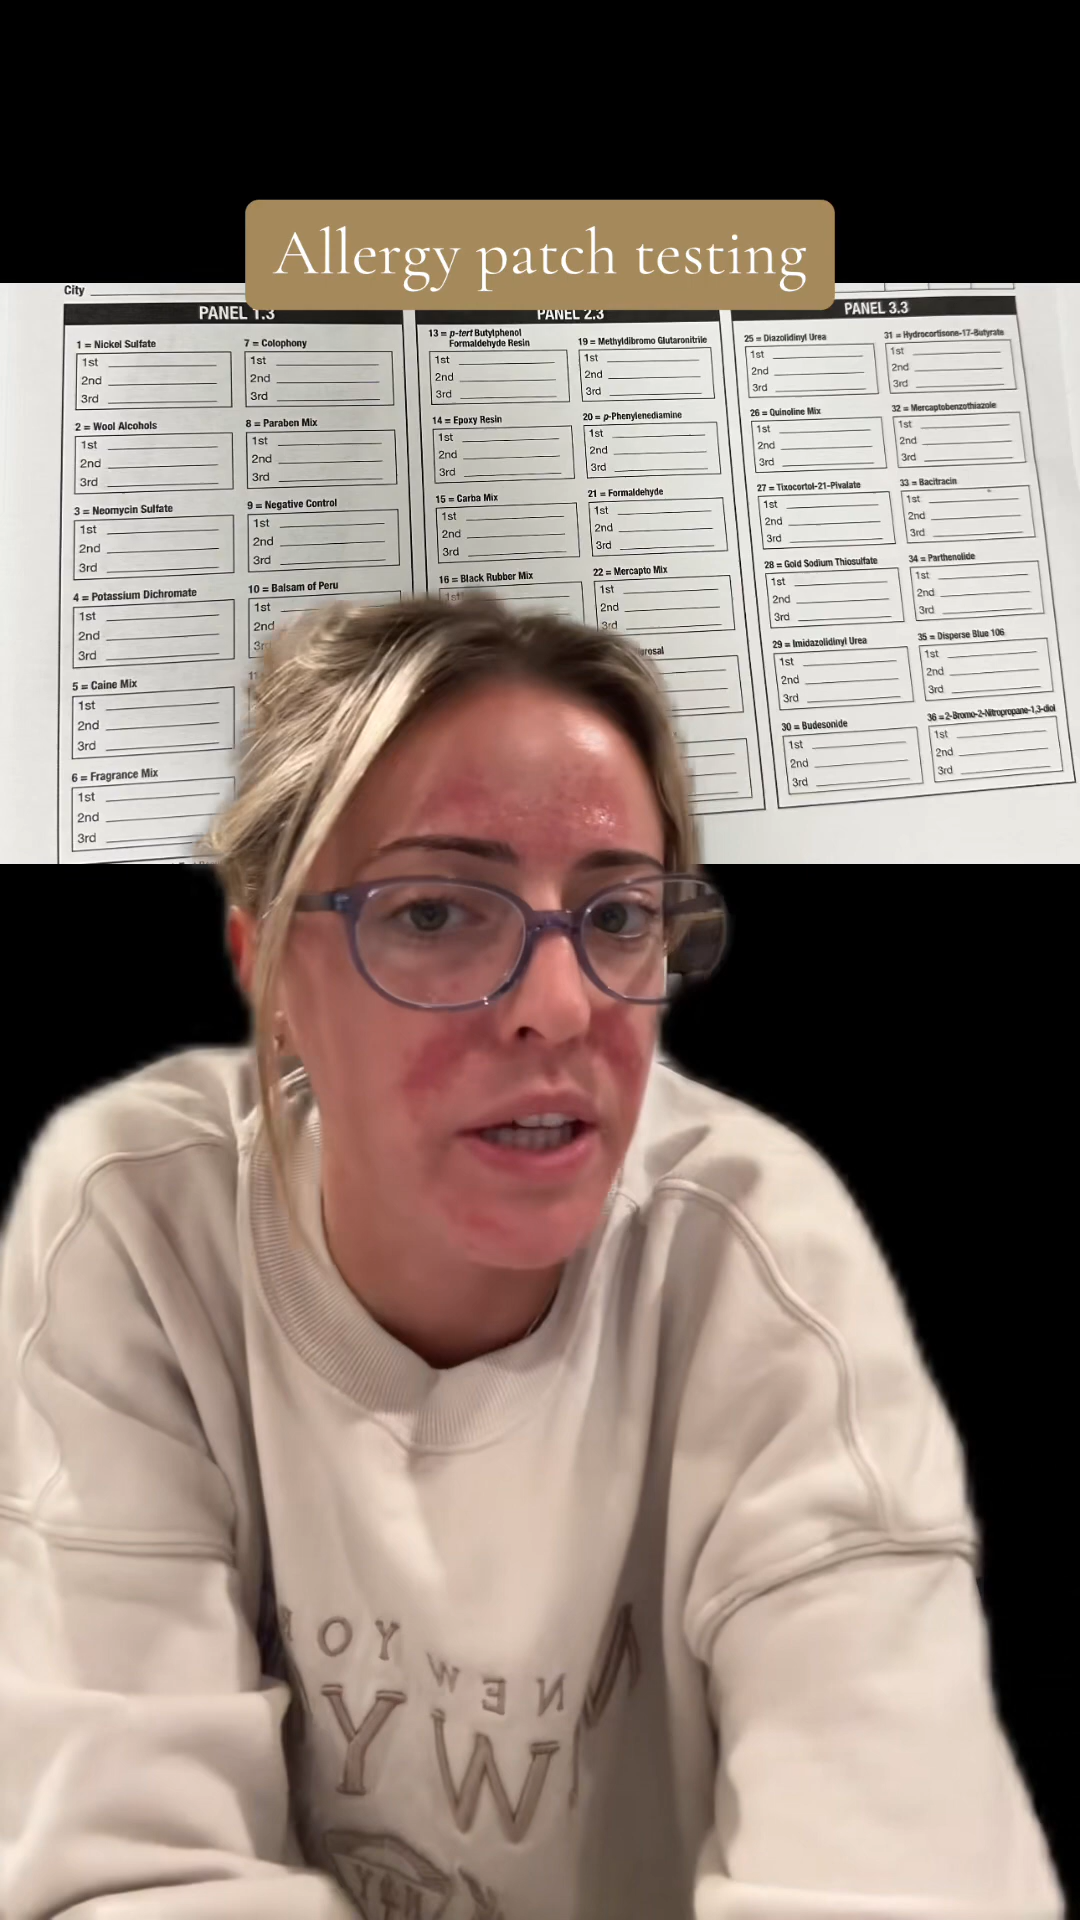 Allergy patch testing
City
PANEL 1.3
1 = Nickel Sulfate
1st
2nd
3rd
2 = Wool Alcohols
1st
2nd
3rd
3 = Neomycin Sulfate
1st
2nd
3rd
4 = Potassium Dichromate
1st
2nd
3rd
5 = Caine Mix
1st
2nd
3rd
6 = Fragrance Mix
1st
2nd
3rd
7 = Colophony
1st
2nd
3rd
8 = Paraben Mix
1st
2nd
3rd
9 = Negative Control
1st
2nd
3rd
10 = Balsam of Peru
1st
2nd
PANEL 2.3
13 = p-tert Butylphenol
Formaldehyde Resin
1st
2nd
3rd
14 = Epoxy Resin
1st
2nd
3rd
15 = Carba Mix
1st
2nd
3rd
16 = Black Rubber Mix
1st
19 = Methyldibromo Glutaronitrile
1st
2nd
3rd
20 = p-Phenylenediamine
1st
2nd
3rd
21 = Formaldehyde
1st
2nd
3rd
22 = Mercapto Mix
1st
2nd
3rd
PANEL 3.3
25 = Diazolidinyl Urea
1st
2nd
3rd
26 = Quinoline Mix
1st
2nd
3rd
27 = Tixocortol-21-Pivalate
1st
2nd
3rd
28 = Gold Sodium Thiosulfate
1st
2nd
3rd
29 = Imidazolidinyl Urea
1st
2nd
3rd
30 = Budesonide
1st
2nd
3rd
31 = Hydrocortisone-17-Butyrate
1st
2nd
3rd
32 = Mercaptobenzothiazole
1st
2nd
3rd
33 = Bacitracin
1st
2nd
3rd
34 = Parthenolide
1st
2nd
3rd
35 = Disperse Blue 106
1st
2nd
3rd
36 = 2-Bromo-2-Nitropropane-1,3-diol
1st
2nd
3rd
NEW YO
NWY